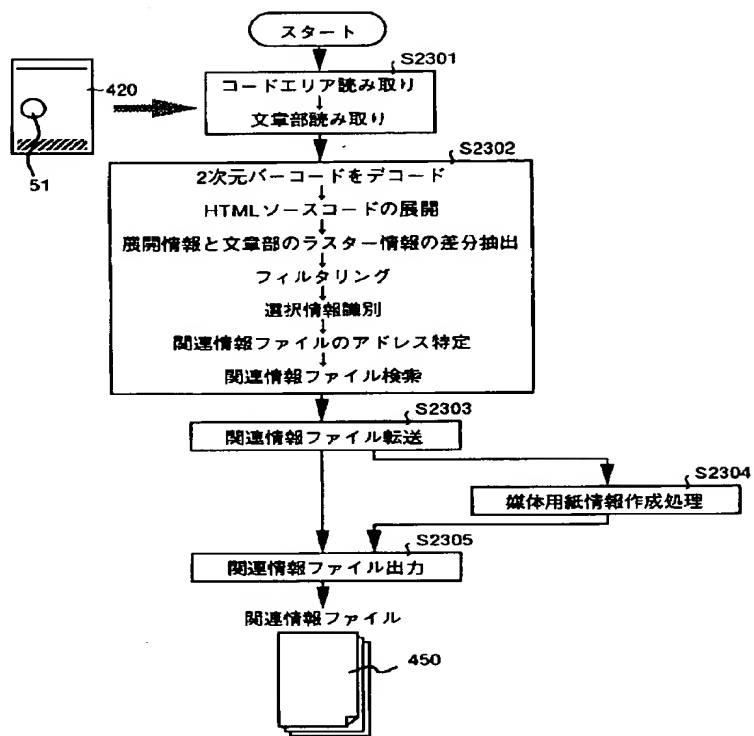 スタート
S2301
420
コードエリア読み取り
文章部読み取り
51
S2302
2次元バーコードをデコード
HTMLソースコードの展開
展開情報と文章部のラスター情報の差分抽出
フィルタリング
選択情報識別
関連情報ファイルのアドレス特定
関連情報ファイル検索
S2303
関連情報ファイル転送
S2304
媒体用紙情報作成処理
S2305
関連情報ファイル出力
関連情報ファイル
450